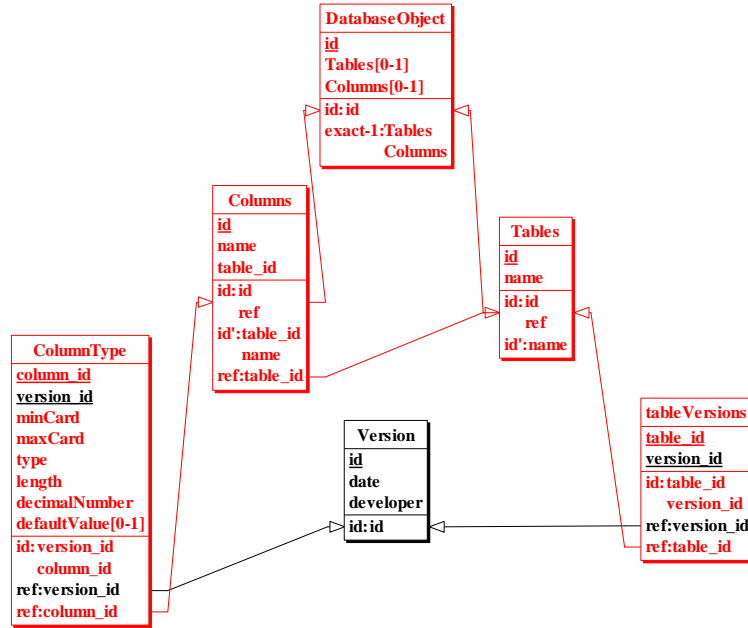 DatabaseObject
id
Tables[0-1]
Columns[0-1]
id:id
exact-1:Tables
Columns
Columns
id
name
table_id
id:id
ref
id':table_id
name
ref:table_id
Tables
id
name
id:id
ref
id':name
ColumnType
column_id
version_id
minCard
maxCard
type
length
decimalNumber
defaultValue[0-1]
id:version_id
column_id
ref:version_id
ref:column_id
Version
id
date
developer
id:id
tableVersions
table_id
version_id
id:table_id
version_id
ref:version_id
ref:table_id